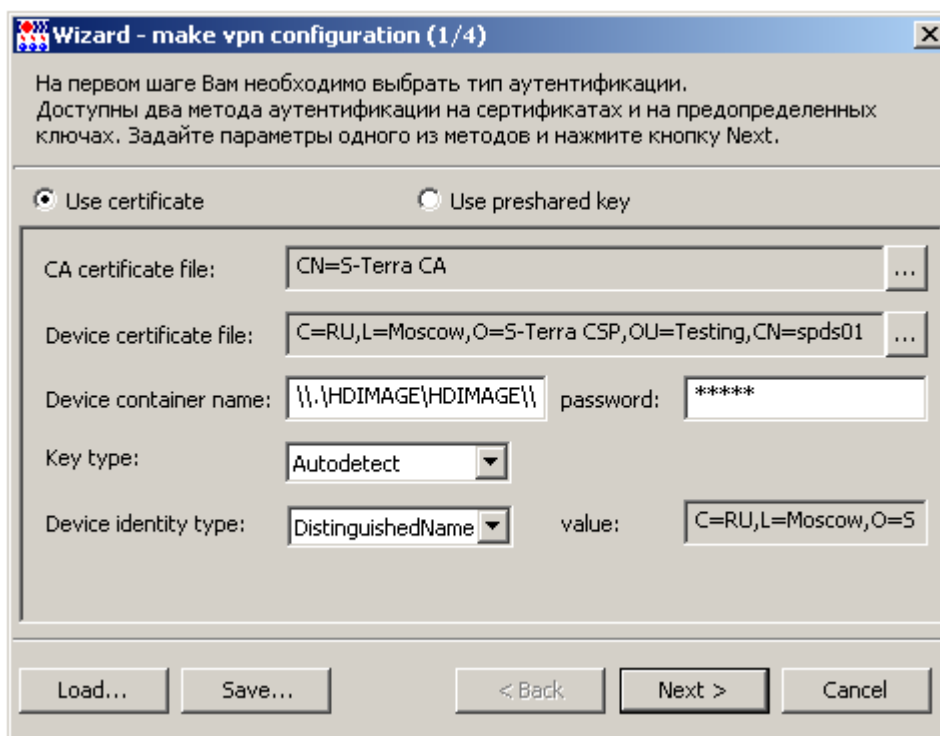 Wizard - make vpn configuration (1/4)
На первом шаге Вам необходимо выбрать тип аутентификации.
Доступны два метода аутентификации на сертификатах и на предопределенных
ключах. Задайте параметры одного из методов и нажмите кнопку Next.
Use certificate Use preshared key
CA certificate file: CN=S-Terra CA ...
Device certificate file: C=RU,L=Moscow,O=S-Terra CSP,OU=Testing,CN=spds01 ...
Device container name: \\.\HDIMAGE\HDIMAGE\\ password: *****
Key type: Autodetect
Device identity type: DistinguishedName value: C=RU,L=Moscow,O=S
Load... Save... < Back Next > Cancel